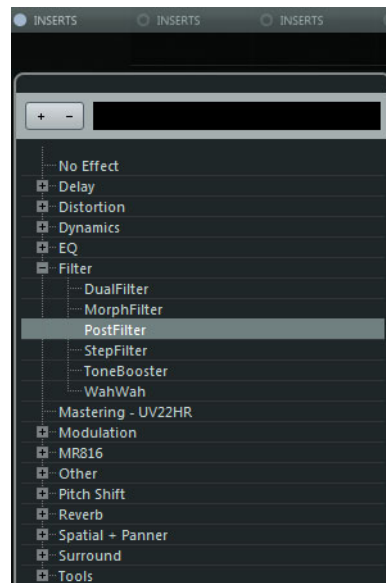 INSERTS INSERTS INSERTS
+ -
No Effect
Delay
Distortion
Dynamics
EQ
Filter
DualFilter
MorphFilter
PostFilter
StepFilter
ToneBooster
WahWah
Mastering - UV22HR
Modulation
MR816
Other
Pitch Shift
Reverb
Spatial + Panner
Surround
Tools